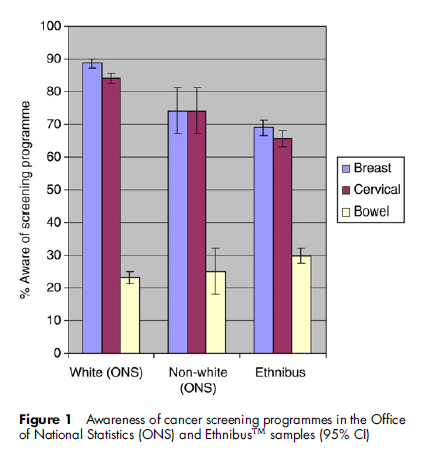 100
90
80
70
60
50
40
30
20
10
0
% Aware of screening programme
White (ONS)
Non-white
(ONS)
Ethnibus
Breast
Cervical
Bowel
Figure 1 Awareness of cancer screening programmes in the Office
of National Statistics (ONS) and Ethnibus™ samples (95% CI)